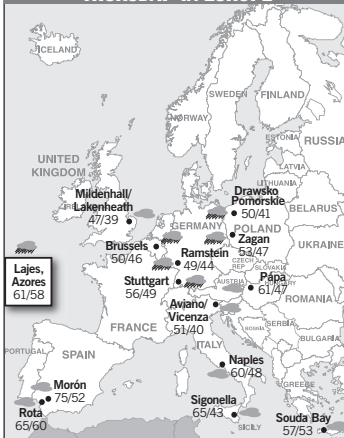 ICELAND
SWEDEN
FINLAND
NORWAY
ESTONIA
RUSSIA
LATVIA
UNITED
KINGDOM
LITHUANIA
Drawsko
Pomorskie
50/41
BELARUS
Mildenhall/
Lakenheath
47/39
GERMANY
POLAND
Zagan
53/47
Brussels
50/46
Ramstein
49/44
UKRAINE
CZECH
REP
SLOVAKIA
Lajes,
Azores
61/58
Stuttgart
56/49
AUSTRIA
HUNGARY
Pápa
61/47
Aviano/
Vicenza
51/40
ROMANIA
FRANCE
BOSNIA
SERBIA
BULGARIA
ITALY
PORTUGAL
SPAIN
Naples
60/48
Morón
75/52
GREECE
Rota
65/60
Sigonella
65/43
SICILY
Souda Bay
57/53